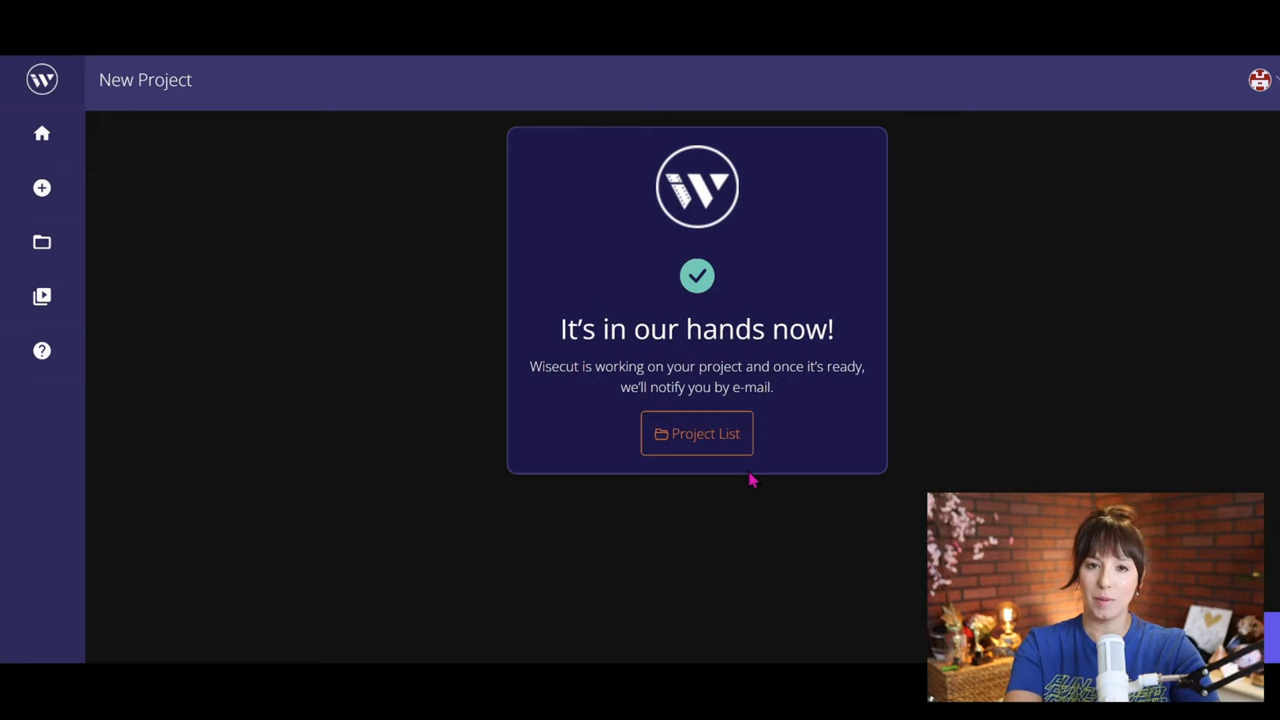 New Project
It's in our hands now!
Wisecut is working on your project and once it's ready,
we'll notify you by e-mail.
Project List